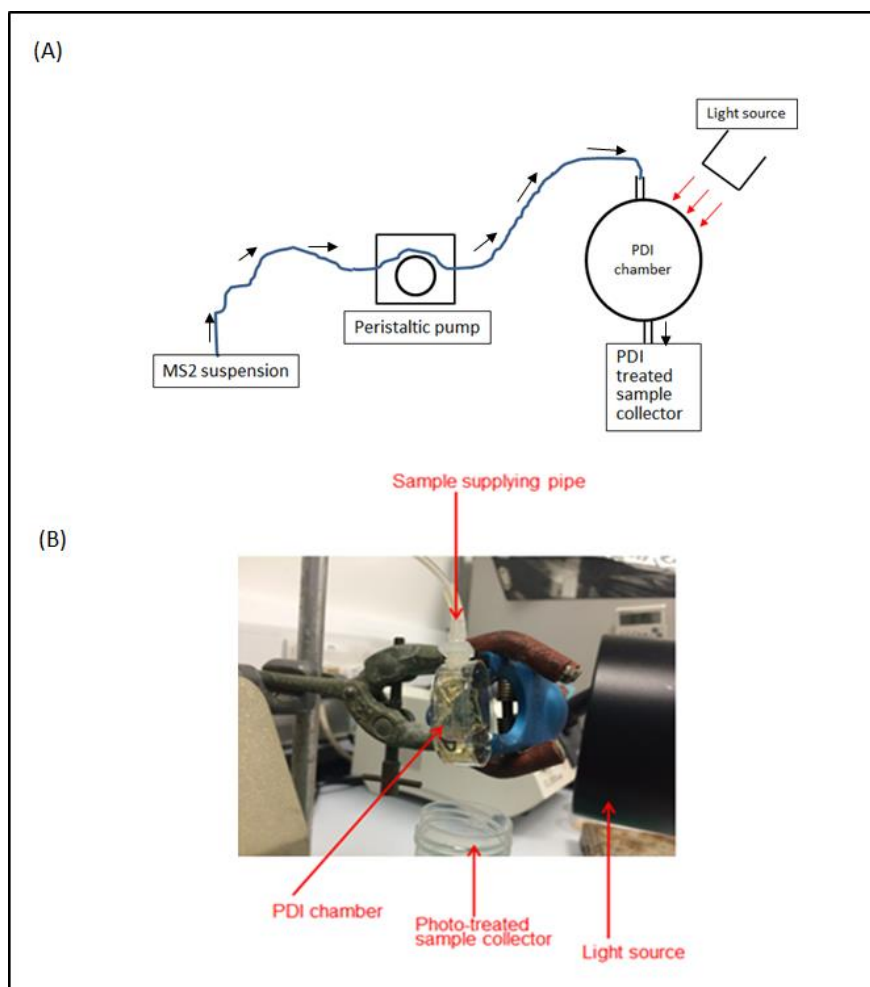 (A)
Light source
PDI
chamber
Peristaltic pump
MS2 suspension
PDI
treated
sample
collector
Sample supplying pipe
(B)
PDI chamber
Photo-treated
sample collector
Light source